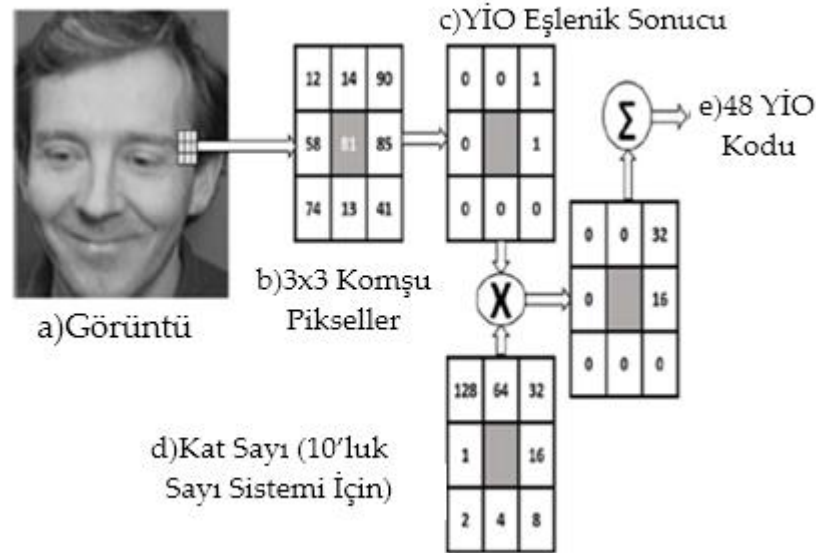 c)YİO Eşlenik Sonucu
12 14 90
58 81 85
74 13 41
0 0 1
0 1
0 0 0
Σ
e)48 YİO
Kodu
b)3x3 Komşu
Pikseller
a)Görüntü
X
0 0 32
0 16
0 0 0
128 64 32
1 16
2 4 8
d)Kat Sayı (10'luk
Sayı Sistemi İçin)